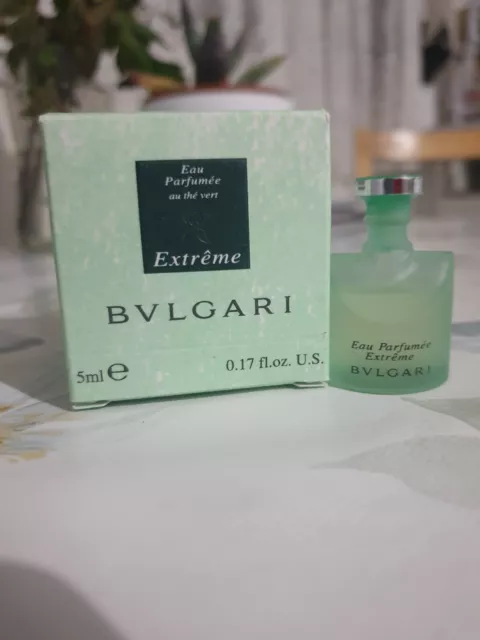 Eau
Parfumée
au thé vert
Extrême
BVLGARI
5ml ℮
0.17 fl.oz. U.S.
Eau Parfumée
Extrême
BVLGARI